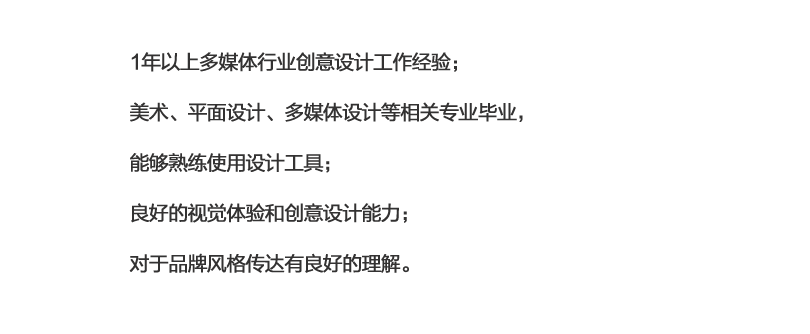 1年以上多媒体行业创意设计工作经验；
美术、平面设计、多媒体设计等相关专业毕业，
能够熟练使用设计工具；
良好的视觉体验和创意设计能力；
对于品牌风格传达有良好的理解。